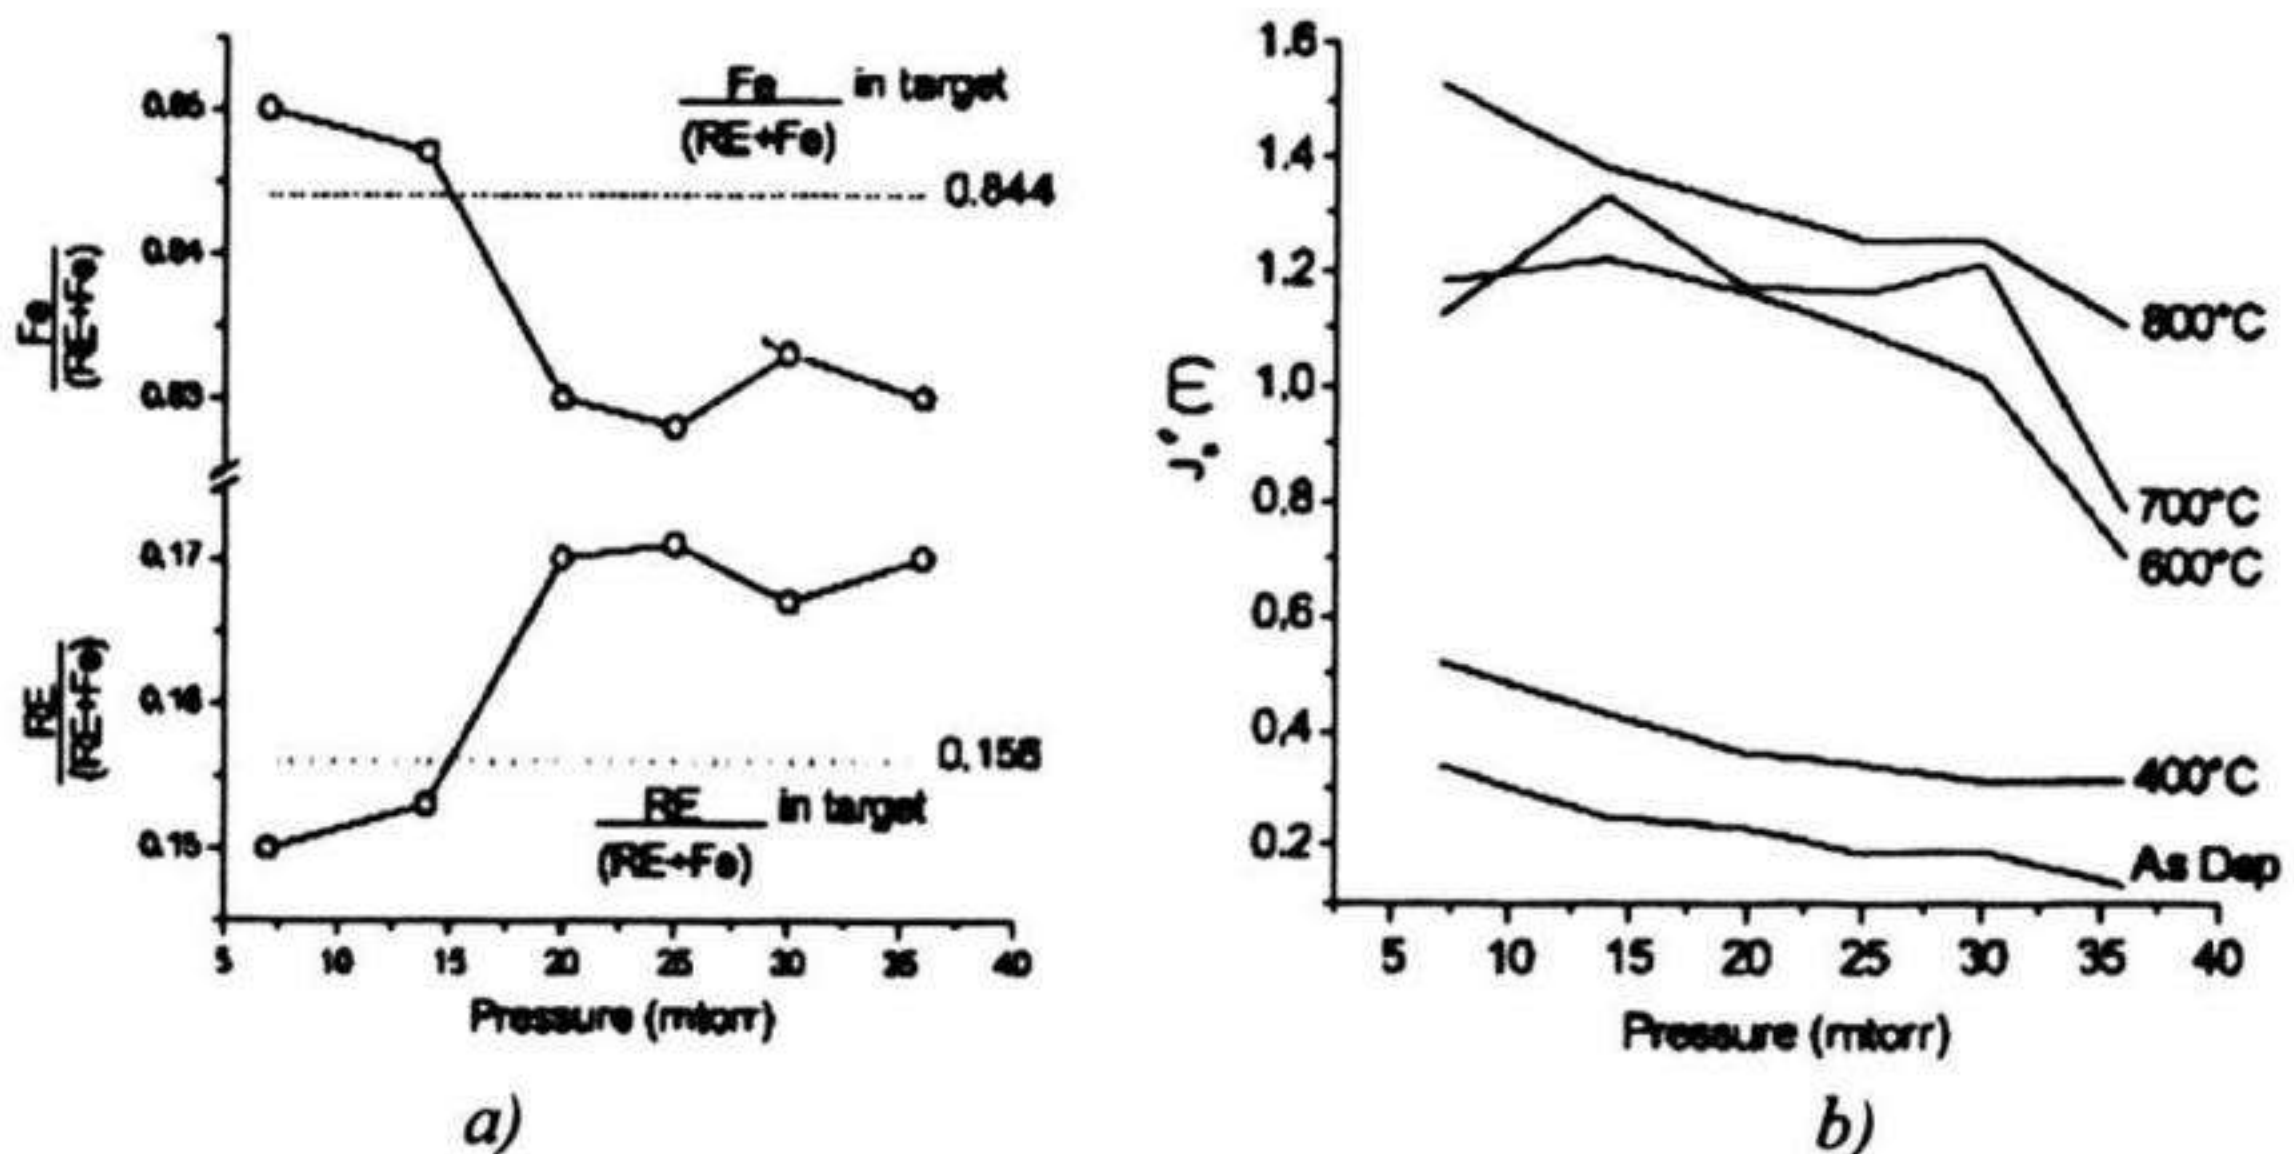 Fe
(RE+Fe)
0.85
0.84
0.83
Fe in target
(RE+Fe)
0.844
RE
(RE+Fe)
0.17
0.16
0.15
0.156
RE in target
(RE+Fe)
5 10 15 20 25 30 35 40
Pressure (mtorr)
a)
Js' (T)
1.6
1.4
1.2
1.0
0.8
0.6
0.4
0.2
800°C
700°C
600°C
400°C
As Dep
5 10 15 20 25 30 35 40
Pressure (mtorr)
b)